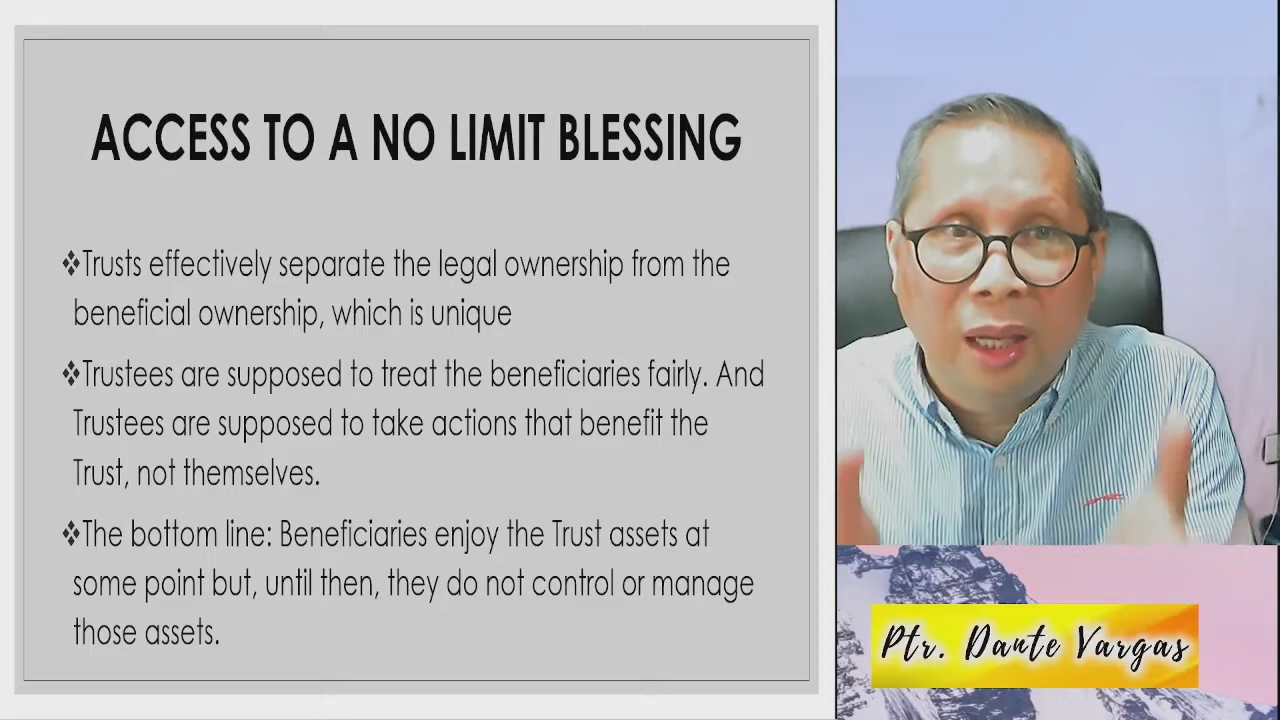 ACCESS TO A NO LIMIT BLESSING
❖Trusts effectively separate the legal ownership from the
beneficial ownership, which is unique
❖Trustees are supposed to treat the beneficiaries fairly. And
Trustees are supposed to take actions that benefit the
Trust, not themselves.
❖The bottom line: Beneficiaries enjoy the Trust assets at
some point but, until then, they do not control or manage
those assets.
Ptr. Dante Vargas